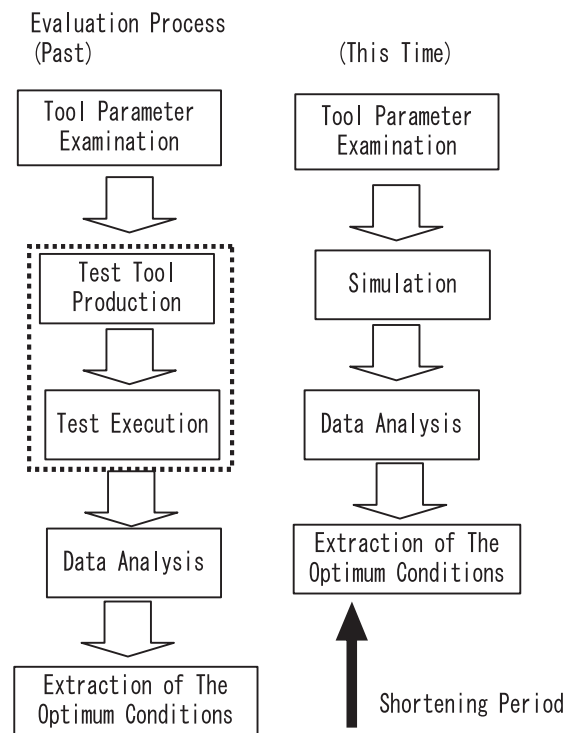 Evaluation Process
(Past)
Tool Parameter
Examination
Test Tool
Production
Test Execution
Data Analysis
Extraction of The
Optimum Conditions
(This Time)
Tool Parameter
Examination
Simulation
Data Analysis
Extraction of The
Optimum Conditions
Shortening Period